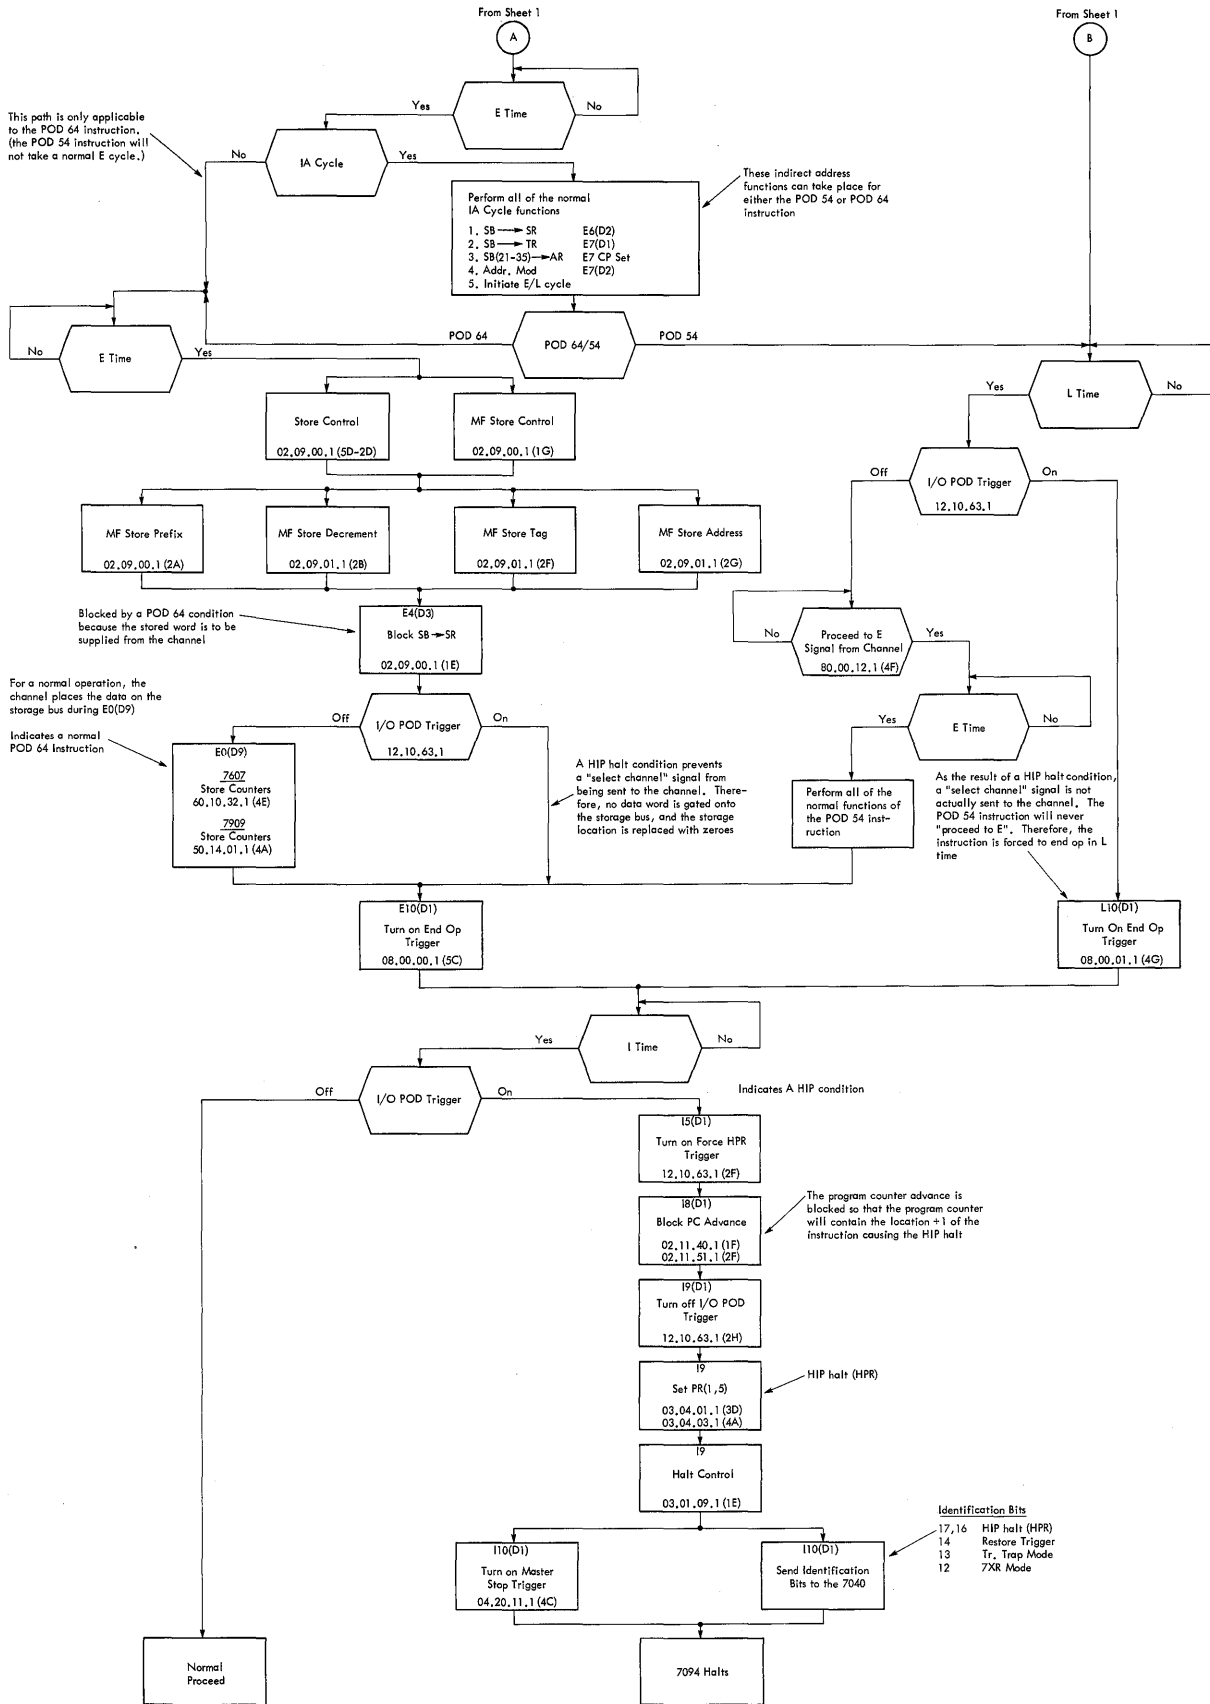 From Sheet 1
A
From Sheet 1
B
E Time
Yes
No
This path is only applicable
to the POD 64 instruction.
(the POD 54 instruction will
not take a normal E cycle.)
IA Cycle
No
Yes
These indirect address
functions can take place for
either the POD 54 or POD 64
instruction
Perform all of the normal
IA Cycle functions
1. SB → SR E6(D2)
2. SB → TR E7(D1)
3. SB(21-35)→AR E7 CP Set
4. Addr. Mod E7(D2)
5. Initiate E/L cycle
POD 64
POD 64/54
POD 54
No
E Time
Yes
Yes
L Time
No
Store Control
02.09.00.1 (5D-2D)
MF Store Control
02.09.00.1 (1G)
Off
I/O POD Trigger
12.10.63.1
On
MF Store Prefix
02.09.00.1 (2A)
MF Store Decrement
02.09.01.1 (2B)
MF Store Tag
02.09.01.1 (2F)
MF Store Address
02.09.01.1 (2G)
Blocked by a POD 64 condition
because the stored word is to be
supplied from the channel
E4(D3)
Block SB→SR
02.09.00.1 (1E)
No
Proceed to E
Signal from Channel
80.00.12.1 (4F)
Yes
For a normal operation, the
channel places the data on the
storage bus during E0(D9)
Indicates a normal
POD 64 Instruction
Off
I/O POD Trigger
12.10.63.1
On
Yes
E Time
No
E0(D9)
7607
Store Counters
60.10.32.1 (4E)
7909
Store Counters
50.14.01.1 (4A)
A HIP halt condition prevents
a "select channel" signal from
being sent to the channel. There-
fore, no data word is gated onto
the storage bus, and the storage
location is replaced with zeroes
Perform all of the
normal functions of
the POD 54 inst-
ruction
As the result of a HIP halt condition,
a "select channel" signal is not
actually sent to the channel. The
POD 54 instruction will never
"proceed to E". Therefore, the
instruction is forced to end op in L
time
E10(D1)
Turn on End Op
Trigger
08.00.00.1 (5C)
L10(D1)
Turn On End Op
Trigger
08.00.01.1 (4G)
Yes
I Time
No
Off
I/O POD Trigger
On
Indicates A HIP condition
I5(D1)
Turn on Force HPR
Trigger
12.10.63.1 (2F)
I8(D1)
Block PC Advance
02.11.40.1 (1F)
02.11.51.1 (2F)
The program counter advance is
blocked so that the program counter
will contain the location +1 of the
instruction causing the HIP halt
I9(D1)
Turn off I/O POD
Trigger
12.10.63.1 (2H)
I9
Set PR(1,5)
03.04.01.1 (3D)
03.04.03.1 (4A)
HIP halt (HPR)
I9
Halt Control
03.01.09.1 (1E)
I10(D1)
Turn on Master
Stop Trigger
04.20.11.1 (4C)
I10(D1)
Send Identification
Bits to the 7040
Identification Bits
17,16 HIP halt (HPR)
14 Restore Trigger
13 Tr. Trap Mode
12 7XR Mode
Normal
Proceed
7094 Halts